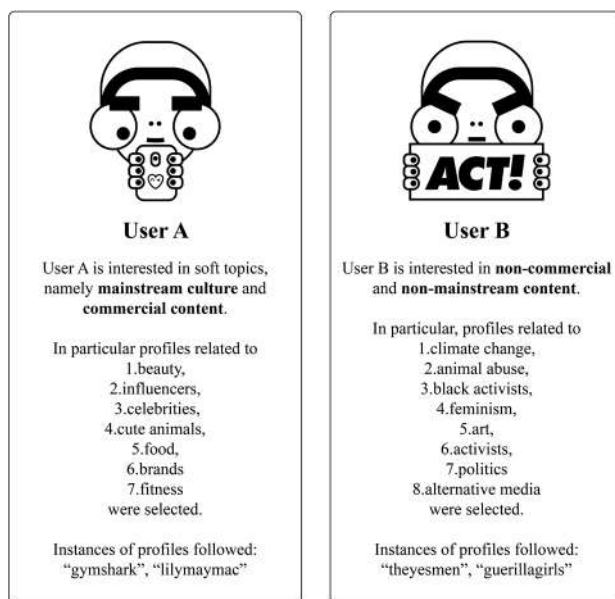 User A
User A is interested in soft topics,
namely mainstream culture and
commercial content.
In particular profiles related to
1.beauty,
2.influencers,
3.celebrities,
4.cute animals,
5.food,
6.brands
7.fitness
were selected.
Instances of profiles followed:
“gymshark”, “lilymaymac”
ACT!
User B
User B is interested in non-commercial
and non-mainstream content.
In particular, profiles related to
1.climate change,
2.animal abuse,
3.black activists,
4.feminism,
5.art,
6.activists,
7.politics
8.alternative media
were selected.
Instances of profiles followed:
“theyesmen”, “guerillagirls”